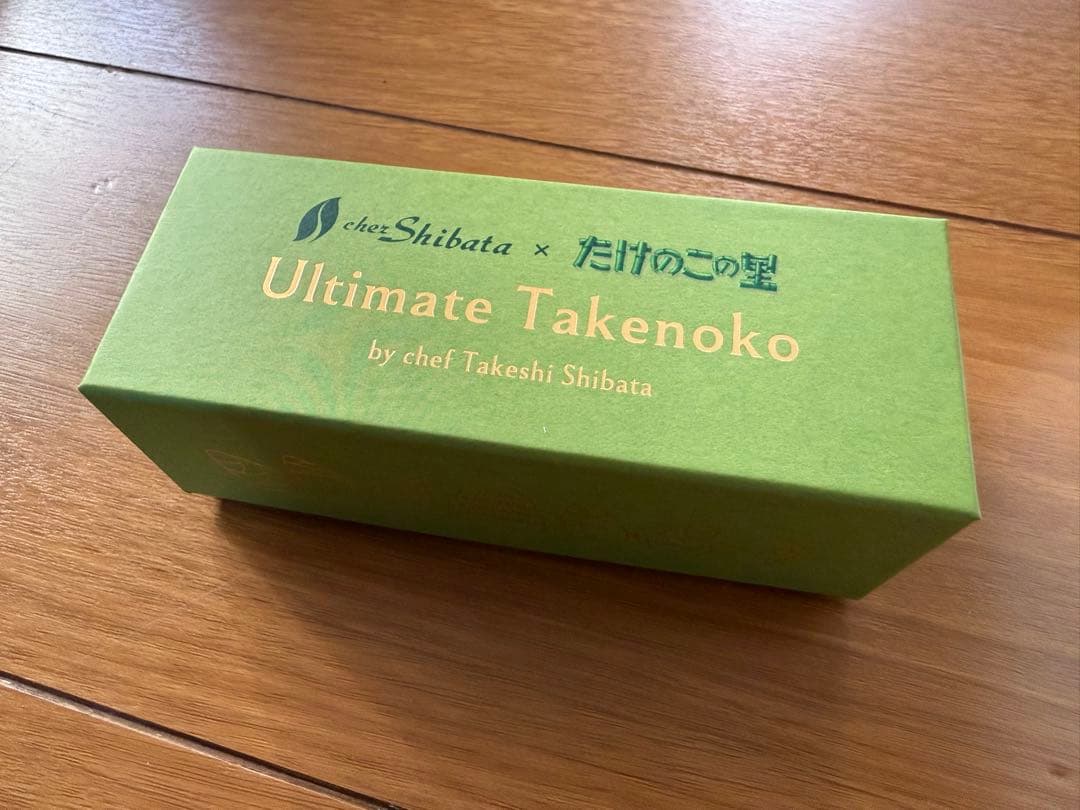 chez Shibata × たけのこの里
Ultimate Takenoko
by chef Takeshi Shibata